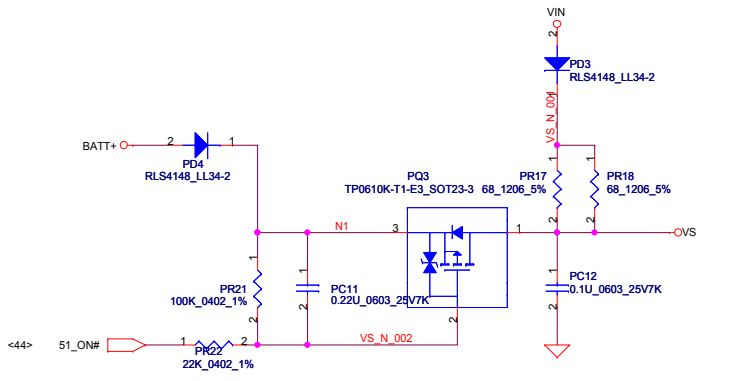 VIN
2
PD3
RLS4148_LL34-2
1
VS_N_001
BATT+
2
1
PD4
RLS4148_LL34-2
1
1
PQ3
TP0610K-T1-E3_SOT23-3
PR17
68_1206_5%
PR18
68_1206_5%
2
2
N1
3
1
VS
1
1
1
PR21
100K_0402_1%
PC11
0.22U_0603_25V7K
PC12
0.1U_0603_25V7K
2
2
2
2
<44>
51_ON#
1
2
VS_N_002
PR22
22K_0402_1%